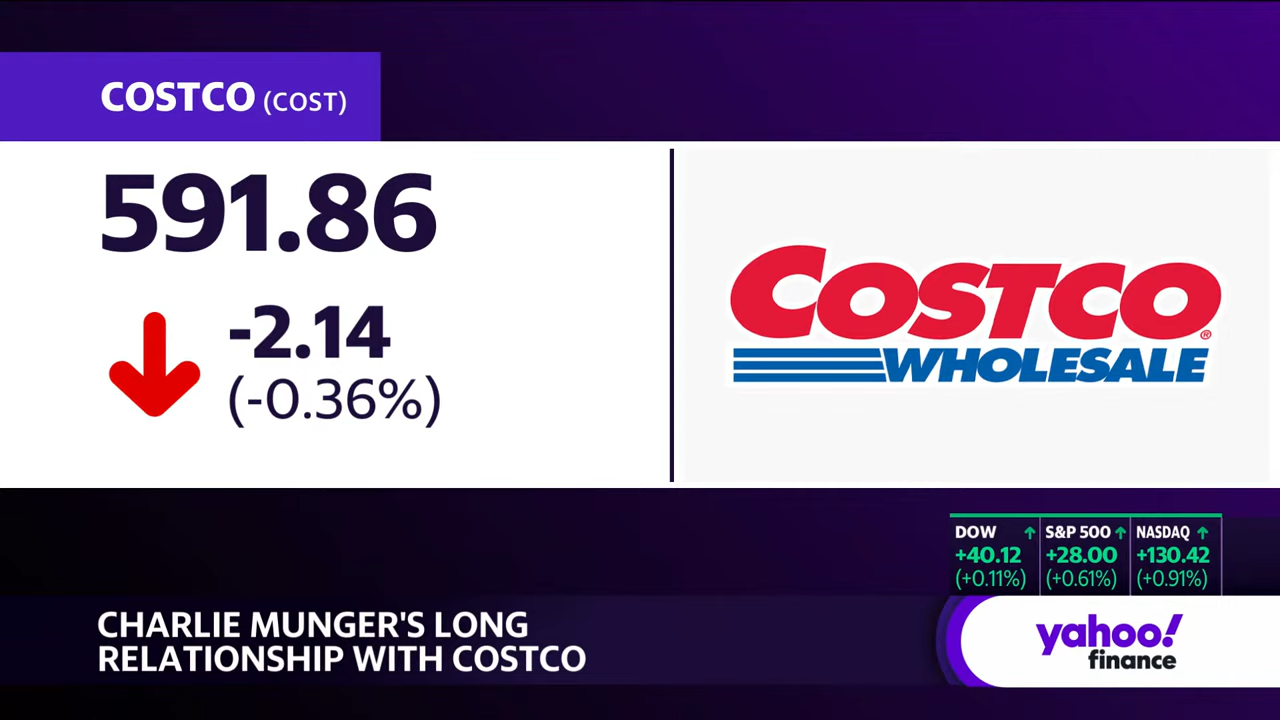 COSTCO (COST)
591.86
-2.14
(-0.36%)
COSTCO
®
WHOLESALE
DOW
+40.12
(+0.11%)
S&P 500
+28.00
(+0.61%)
NASDAQ
+130.42
(+0.91%)
CHARLIE MUNGER'S LONG
RELATIONSHIP WITH COSTCO
yahoo!
finance